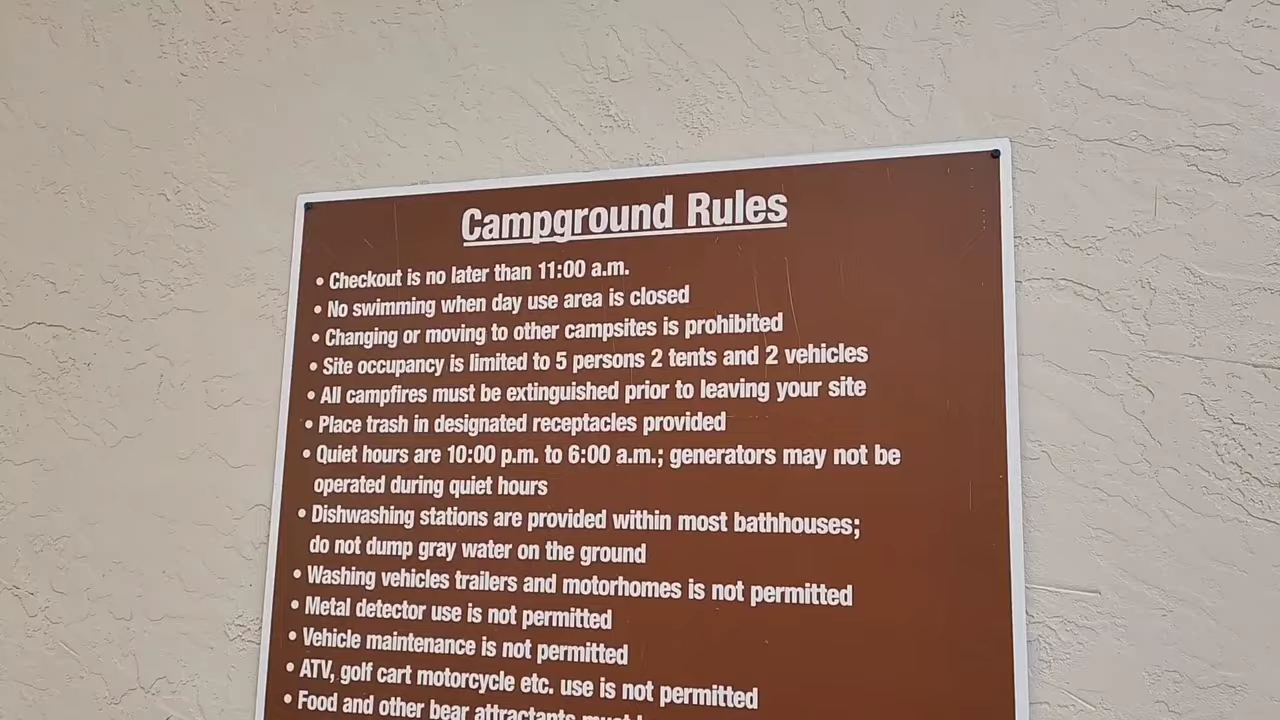 Campground Rules
• Checkout is no later than 11:00 a.m.
• No swimming when day use area is closed
• Changing or moving to other campsites is prohibited
• Site occupancy is limited to 5 persons 2 tents and 2 vehicles
• All campfires must be extinguished prior to leaving your site
• Place trash in designated receptacles provided
• Quiet hours are 10:00 p.m. to 6:00 a.m.; generators may not be
operated during quiet hours
• Dishwashing stations are provided within most bathhouses;
do not dump gray water on the ground
• Washing vehicles trailers and motorhomes is not permitted
• Metal detector use is not permitted
• Vehicle maintenance is not permitted
• ATV, golf cart motorcycle etc. use is not permitted
• Food and other bear attractants must